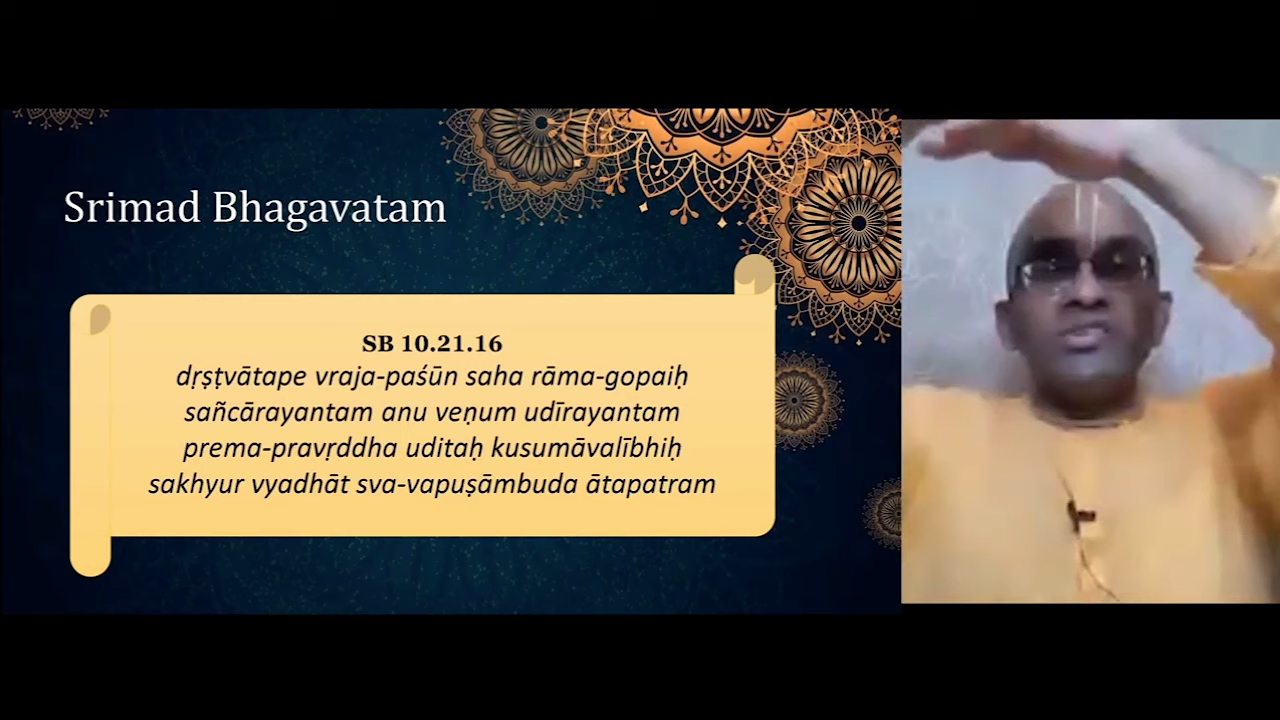 Srimad Bhagavatam
SB 10.21.16
dṛṣṭvātape vraja-paśūn saha rāma-gopaiḥ
sañcārayantam anu veṇum udīrayantam
prema-pravṛddha uditaḥ kusumāvalībhiḥ
sakhyur vyadhāt sva-vapuṣāmbuda ātapatram